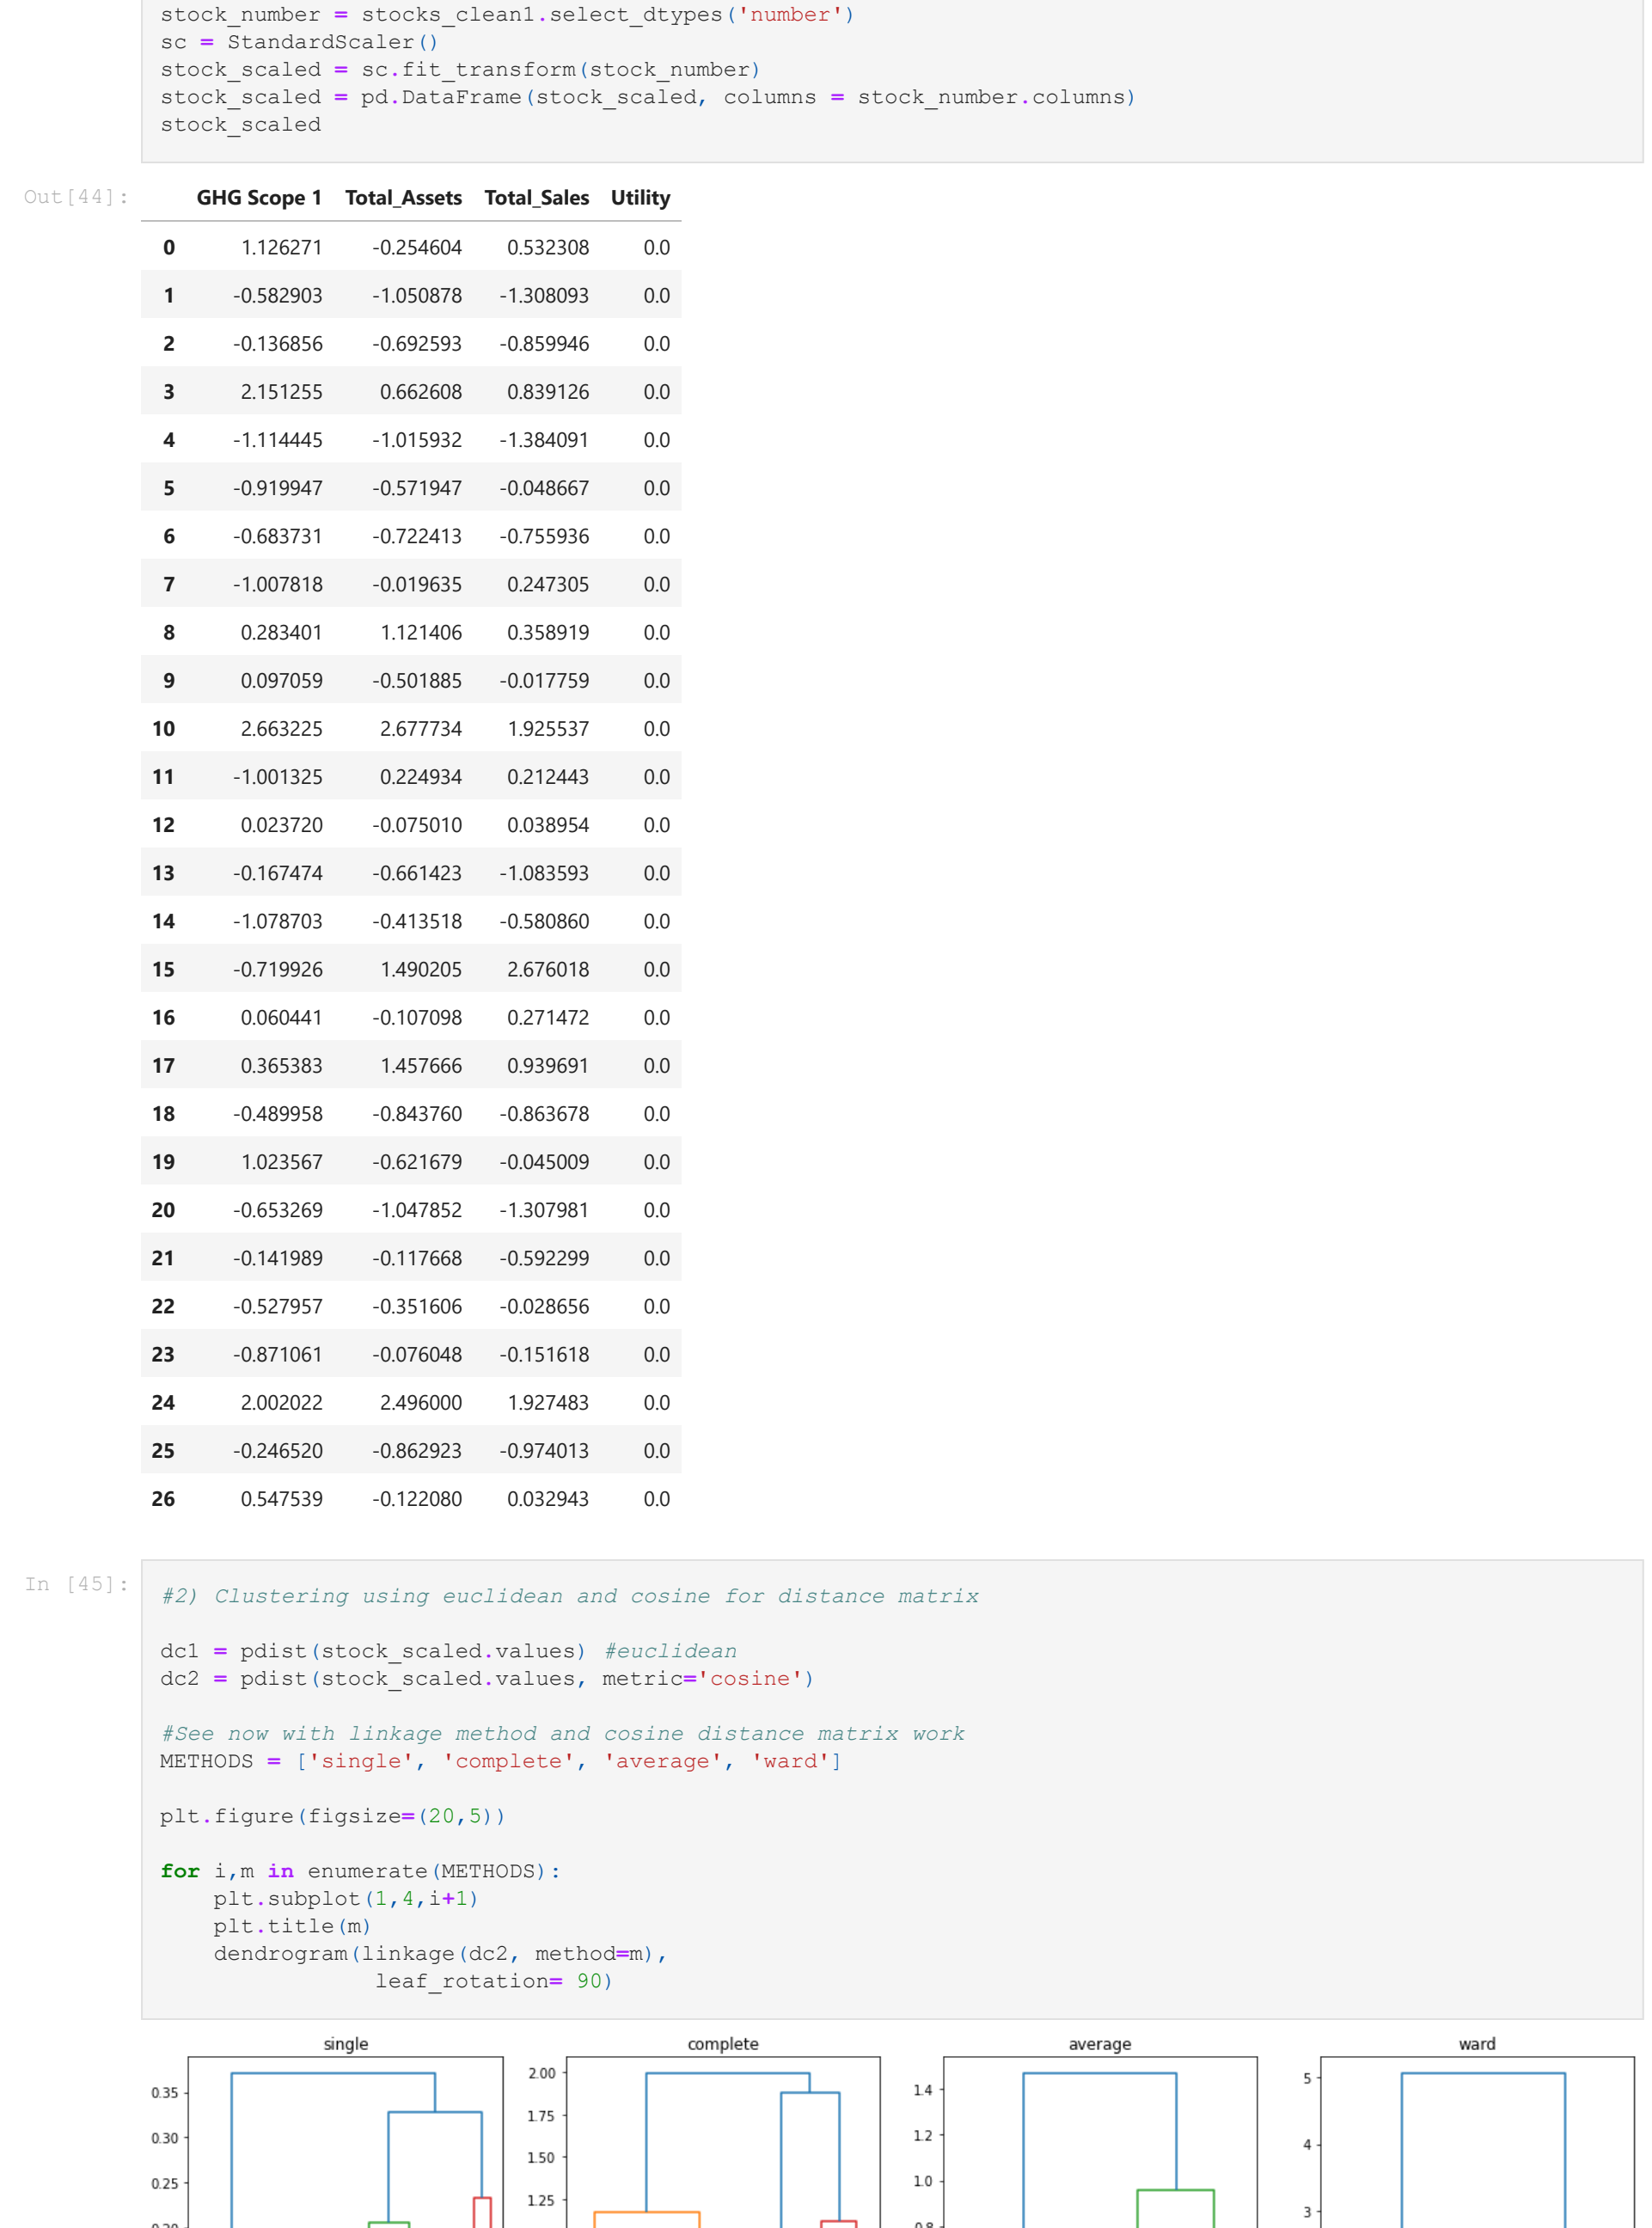 stock_number = stocks_clean1.select_dtypes('number')
sc = StandardScaler()
stock_scaled = sc.fit_transform(stock_number)
stock_scaled = pd.DataFrame(stock_scaled, columns = stock_number.columns)
stock_scaled
Out[44]:
GHG Scope 1 Total_Assets Total_Sales Utility
0 1.126271 -0.254604 0.532308 0.0
1 -0.582903 -1.050878 -1.308093 0.0
2 -0.136856 -0.692593 -0.859946 0.0
3 2.151255 0.662608 0.839126 0.0
4 -1.114445 -1.015932 -1.384091 0.0
5 -0.919947 -0.571947 -0.048667 0.0
6 -0.683731 -0.722413 -0.755936 0.0
7 -1.007818 -0.019635 0.247305 0.0
8 0.283401 1.121406 0.358919 0.0
9 0.097059 -0.501885 -0.017759 0.0
10 2.663225 2.677734 1.925537 0.0
11 -1.001325 0.224934 0.212443 0.0
12 0.023720 -0.075010 0.038954 0.0
13 -0.167474 -0.661423 -1.083593 0.0
14 -1.078703 -0.413518 -0.580860 0.0
15 -0.719926 1.490205 2.676018 0.0
16 0.060441 -0.107098 0.271472 0.0
17 0.365383 1.457666 0.939691 0.0
18 -0.489958 -0.843760 -0.863678 0.0
19 1.023567 -0.621679 -0.045009 0.0
20 -0.653269 -1.047852 -1.307981 0.0
21 -0.141989 -0.117668 -0.592299 0.0
22 -0.527957 -0.351606 -0.028656 0.0
23 -0.871061 -0.076048 -0.151618 0.0
24 2.002022 2.496000 1.927483 0.0
25 -0.246520 -0.862923 -0.974013 0.0
26 0.547539 -0.122080 0.032943 0.0
In [45]:
#2) Clustering using euclidean and cosine for distance matrix
dc1 = pdist(stock_scaled.values) #euclidean
dc2 = pdist(stock_scaled.values, metric='cosine')
#See now with linkage method and cosine distance matrix work
METHODS = ['single', 'complete', 'average', 'ward']
plt.figure(figsize=(20,5))
for i,m in enumerate(METHODS):
    plt.subplot(1,4,i+1)
    plt.title(m)
    dendrogram(linkage(dc2, method=m),
                leaf_rotation= 90)
single
0.35
0.30
0.25
0.20
complete
2.00
1.75
1.50
1.25
average
1.4
1.2
1.0
0.8
ward
5
4
3